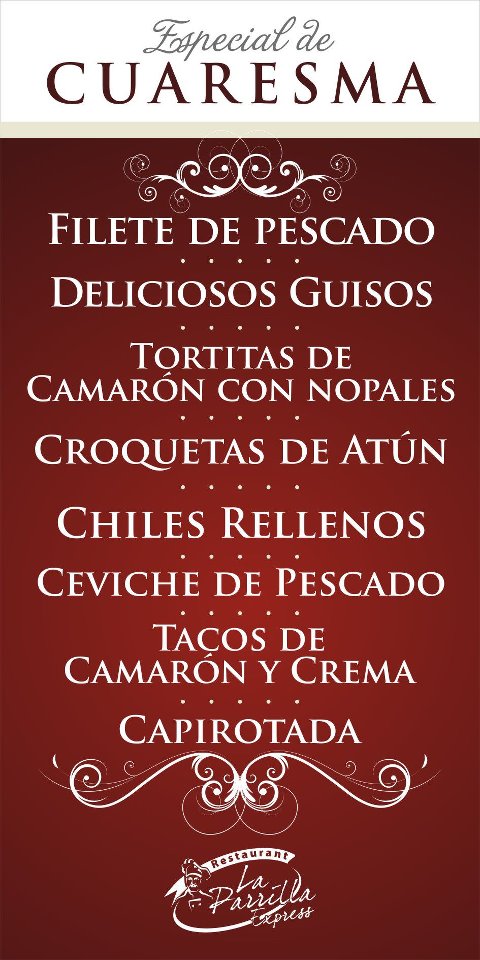 Especial de
CUARESMA
FILETE DE PESCADO
DELICIOSOS GUISOS
TORTITAS DE
CAMARÓN CON NOPALES
CROQUETAS DE ATÚN
CHILES RELLENOS
CEVICHE DE PESCADO
TACOS DE
CAMARÓN Y CREMA
CAPIROTADA
Restaurant
La
Parrilla
Express